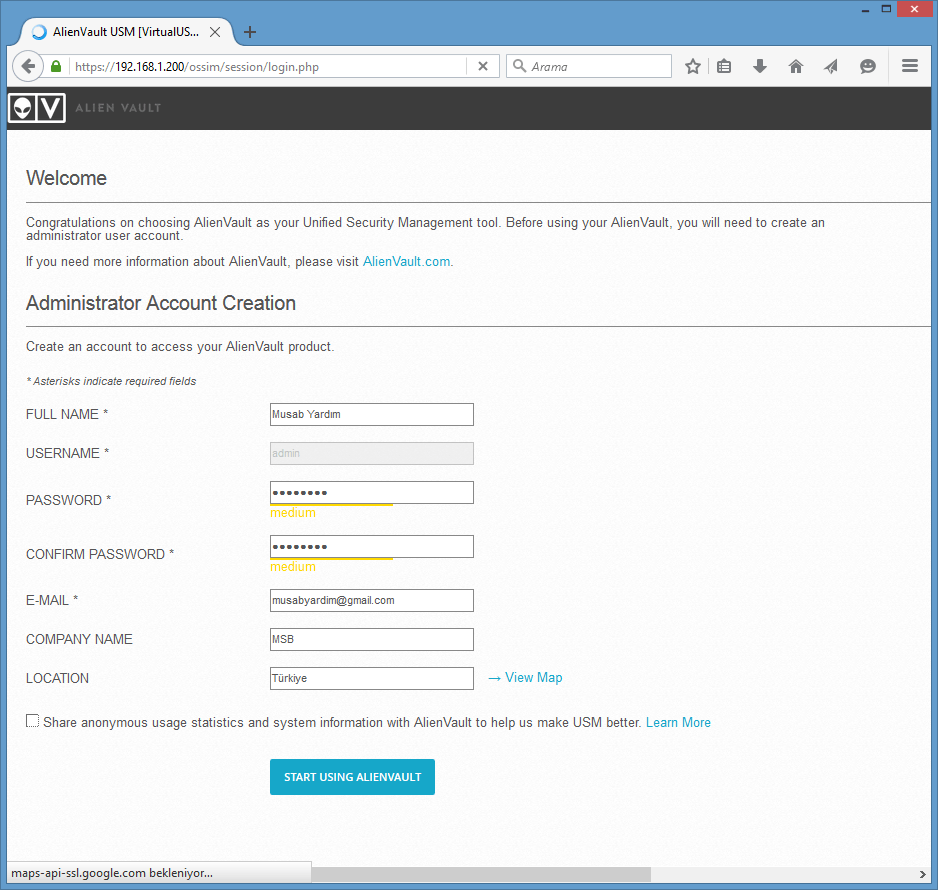 AlienVault USM [VirtualUS...
https://192.168.1.200/ossim/session/login.php
Arama
V ALIEN VAULT
Welcome
Congratulations on choosing AlienVault as your Unified Security Management tool. Before using your AlienVault, you will need to create an
administrator user account.
If you need more information about AlienVault, please visit AlienVault.com.
Administrator Account Creation
Create an account to access your AlienVault product.
* Asterisks indicate required fields
FULL NAME * Musab Yardım
USERNAME * admin
PASSWORD * ••••••••
medium
CONFIRM PASSWORD * ••••••••
medium
E-MAIL * musabyardim@gmail.com
COMPANY NAME MSB
LOCATION Türkiye → View Map
Share anonymous usage statistics and system information with AlienVault to help us make USM better. Learn More
START USING ALIENVAULT
maps-api-ssl.google.com bekleniyor...